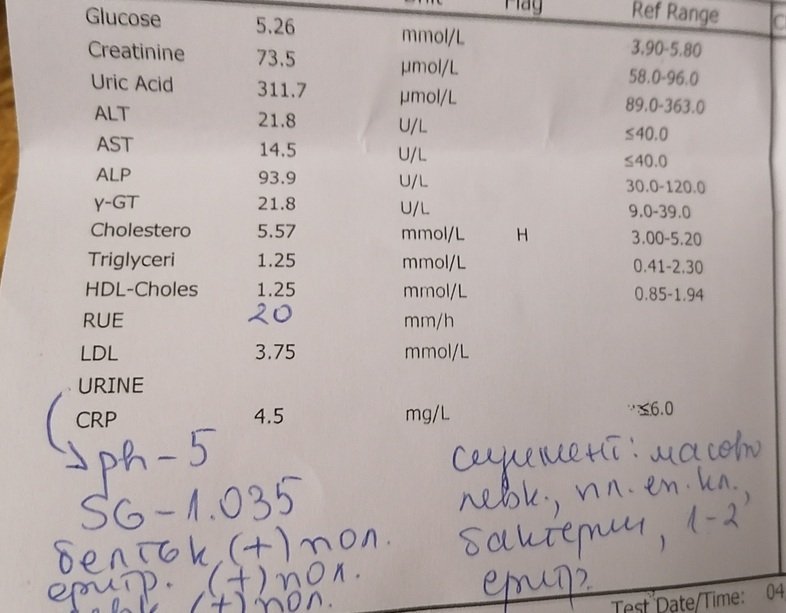 Flag Ref Range
Glucose 5.26 mmol/L 3.90-5.80
Creatinine 73.5 µmol/L 58.0-96.0
Uric Acid 311.7 µmol/L 89.0-363.0
ALT 21.8 U/L ≤40.0
AST 14.5 U/L ≤40.0
ALP 93.9 U/L 30.0-120.0
γ-GT 21.8 U/L 9.0-39.0
Cholestero 5.57 mmol/L H 3.00-5.20
Triglyceri 1.25 mmol/L 0.41-2.30
HDL-Choles 1.25 mmol/L 0.85-1.94
RUE 20 mm/h
LDL 3.75 mmol/L
URINE
CRP 4.5 mg/L ≤6.0
ph-5 седимент: масово
SG-1.035 левк., пл. еп. кл.,
белтък (+) пол. бактерии, 1-2
еритр. (+) пол. ерит.
(+) пол.
Test Date/Time: 04